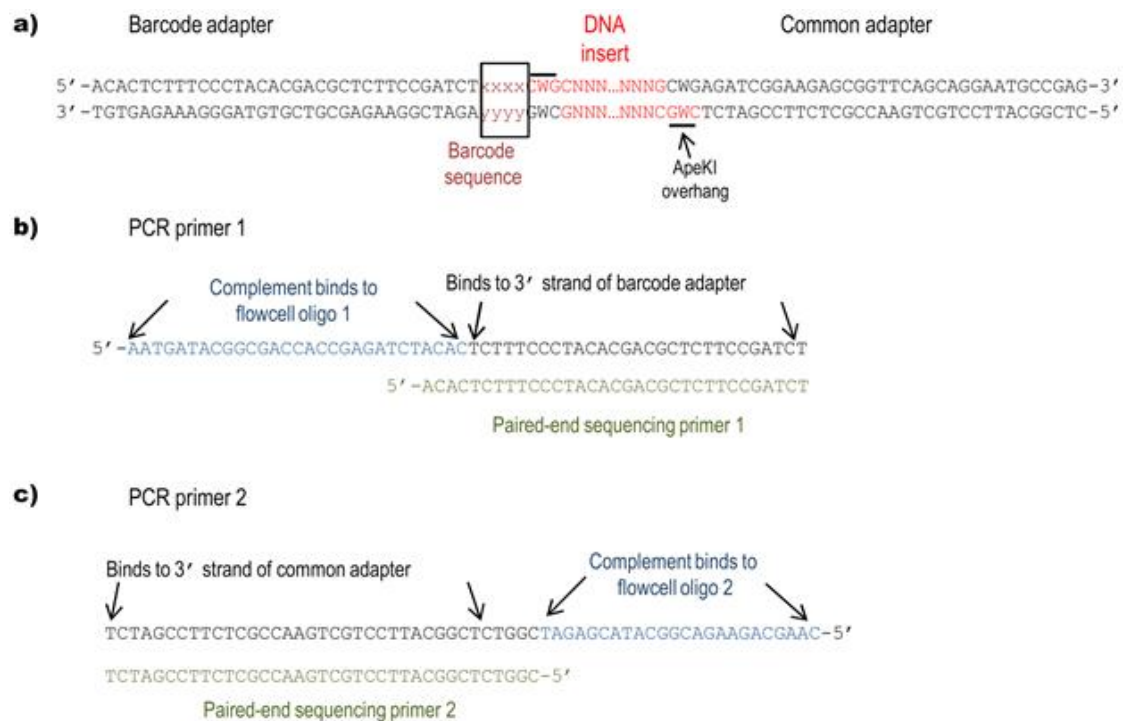 a) Barcode adapter DNA insert Common adapter
5′-ACACTCTTTCCCTACACGACGCTCTTCCGATCTxxxxCWGCNNN…NNNGCWGAGATCGGAAGAGCGGTTCAGCAGGAATGCCGAG-3′
3′-TGTGAGAAAGGGATGTGCTGCGAGAAGGCTAGAyyyyGWCGNNN…NNNCGWCTCTAGCCTTCTCGCCAAGTCGTCCTTACGGCTC-5′
Barcode sequence
ApeKI overhang
b) PCR primer 1
Complement binds to flowcell oligo 1
Binds to 3′ strand of barcode adapter
5′-AATGATACGGCGACCACCGAGATCTACACTCTTTCCCTACACGACGCTCTTCCGATCT
5′-ACACTCTTTCCCTACACGACGCTCTTCCGATCT
Paired-end sequencing primer 1
c) PCR primer 2
Binds to 3′ strand of common adapter
Complement binds to flowcell oligo 2
TCTAGCCTTCTCGCCAAGTCGTCCTTACGGCTCTGGCTAGAGCATACGGCAGAAGACGAAC-5′
TCTAGCCTTCTCGCCAAGTCGTCCTTACGGCTCTGGC-5′
Paired-end sequencing primer 2